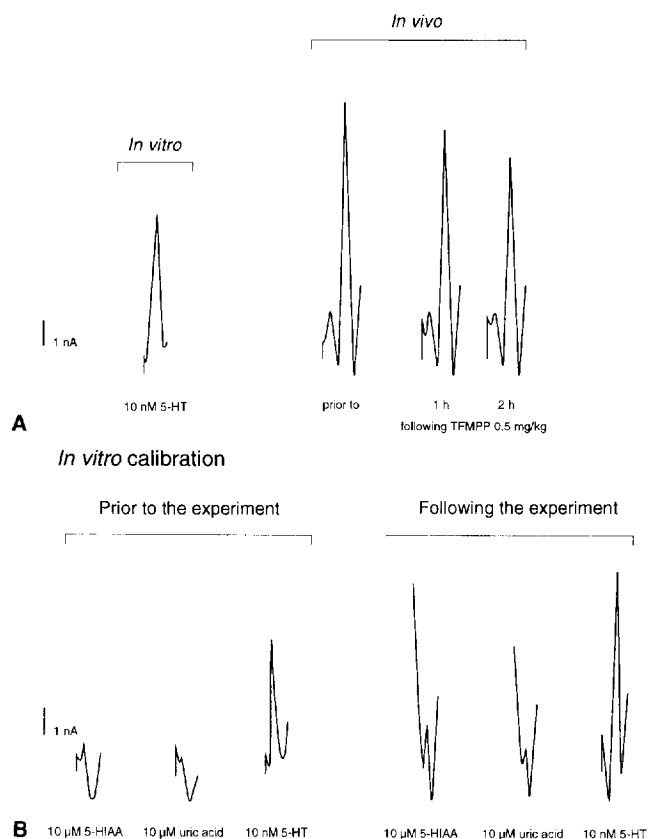 In vivo
In vitro
1 nA
10 nM 5-HT
prior to
1 h
2 h
following TFMPP 0.5 mg/kg
A
In vitro calibration
Prior to the experiment
Following the experiment
1 nA
10 µM 5-HIAA
10 µM uric acid
10 nM 5-HT
10 µM 5-HIAA
10 µM uric acid
10 nM 5-HT
B